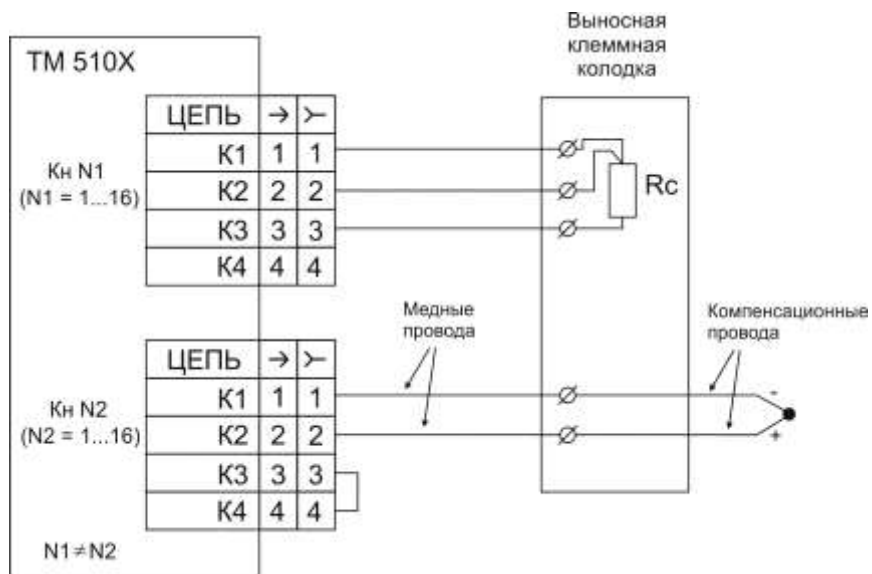 Выносная
клеммная
колодка
ТМ 510X
ЦЕПЬ
К1 1 1
К2 2 2
К3 3 3
К4 4 4
Кн N1
(N1 = 1...16)
Rc
Медные
провода
Компенсационные
провода
ЦЕПЬ
К1 1 1
К2 2 2
К3 3 3
К4 4 4
Кн N2
(N2 = 1...16)
-
+
N1≠N2